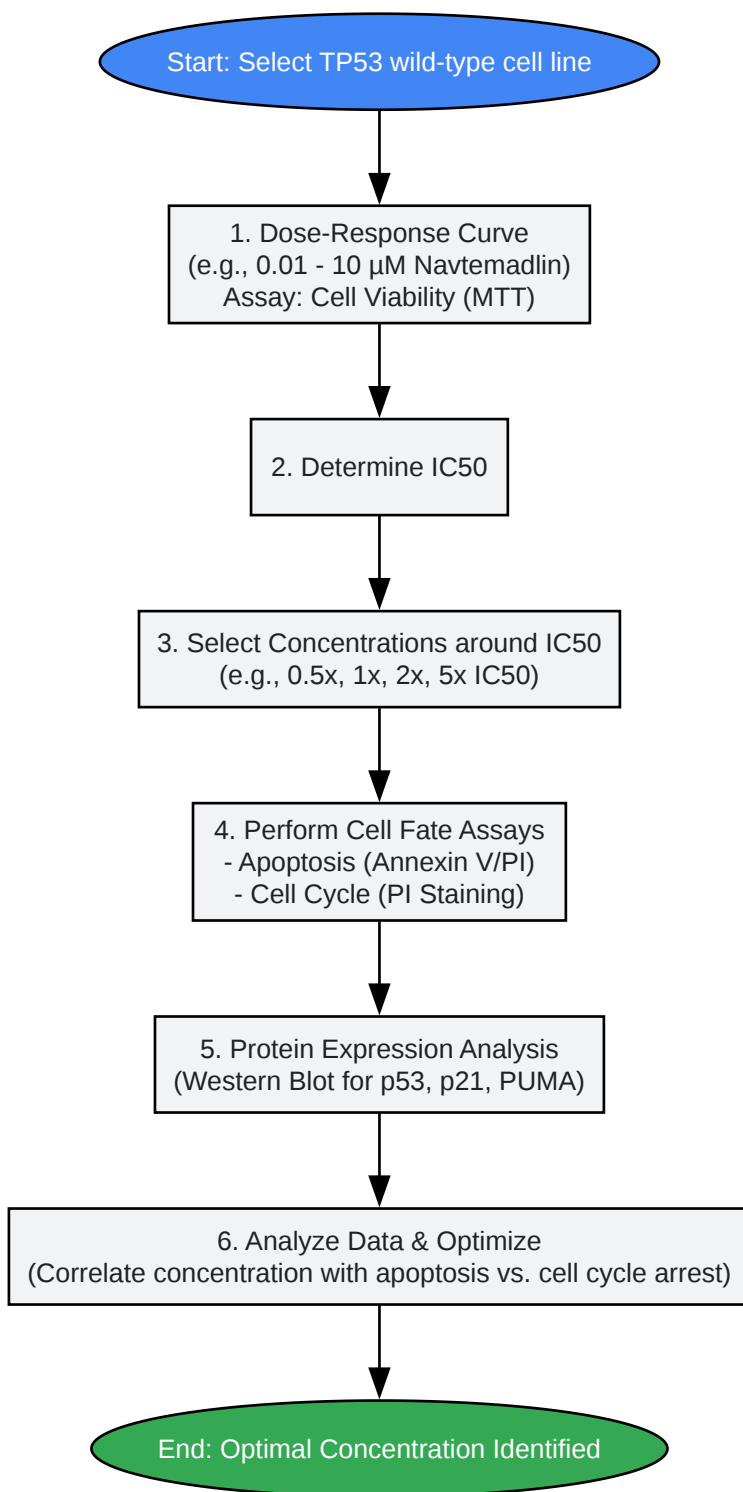 Start: Select TP53 wild-type cell line
1. Dose-Response Curve
(e.g., 0.01 - 10 µM Navtemadlin)
Assay: Cell Viability (MTT)
2. Determine IC50
3. Select Concentrations around IC50
(e.g., 0.5x, 1x, 2x, 5x IC50)
4. Perform Cell Fate Assays
- Apoptosis (Annexin V/PI)
- Cell Cycle (PI Staining)
5. Protein Expression Analysis
(Western Blot for p53, p21, PUMA)
6. Analyze Data & Optimize
(Correlate concentration with apoptosis vs. cell cycle arrest)
End: Optimal Concentration Identified